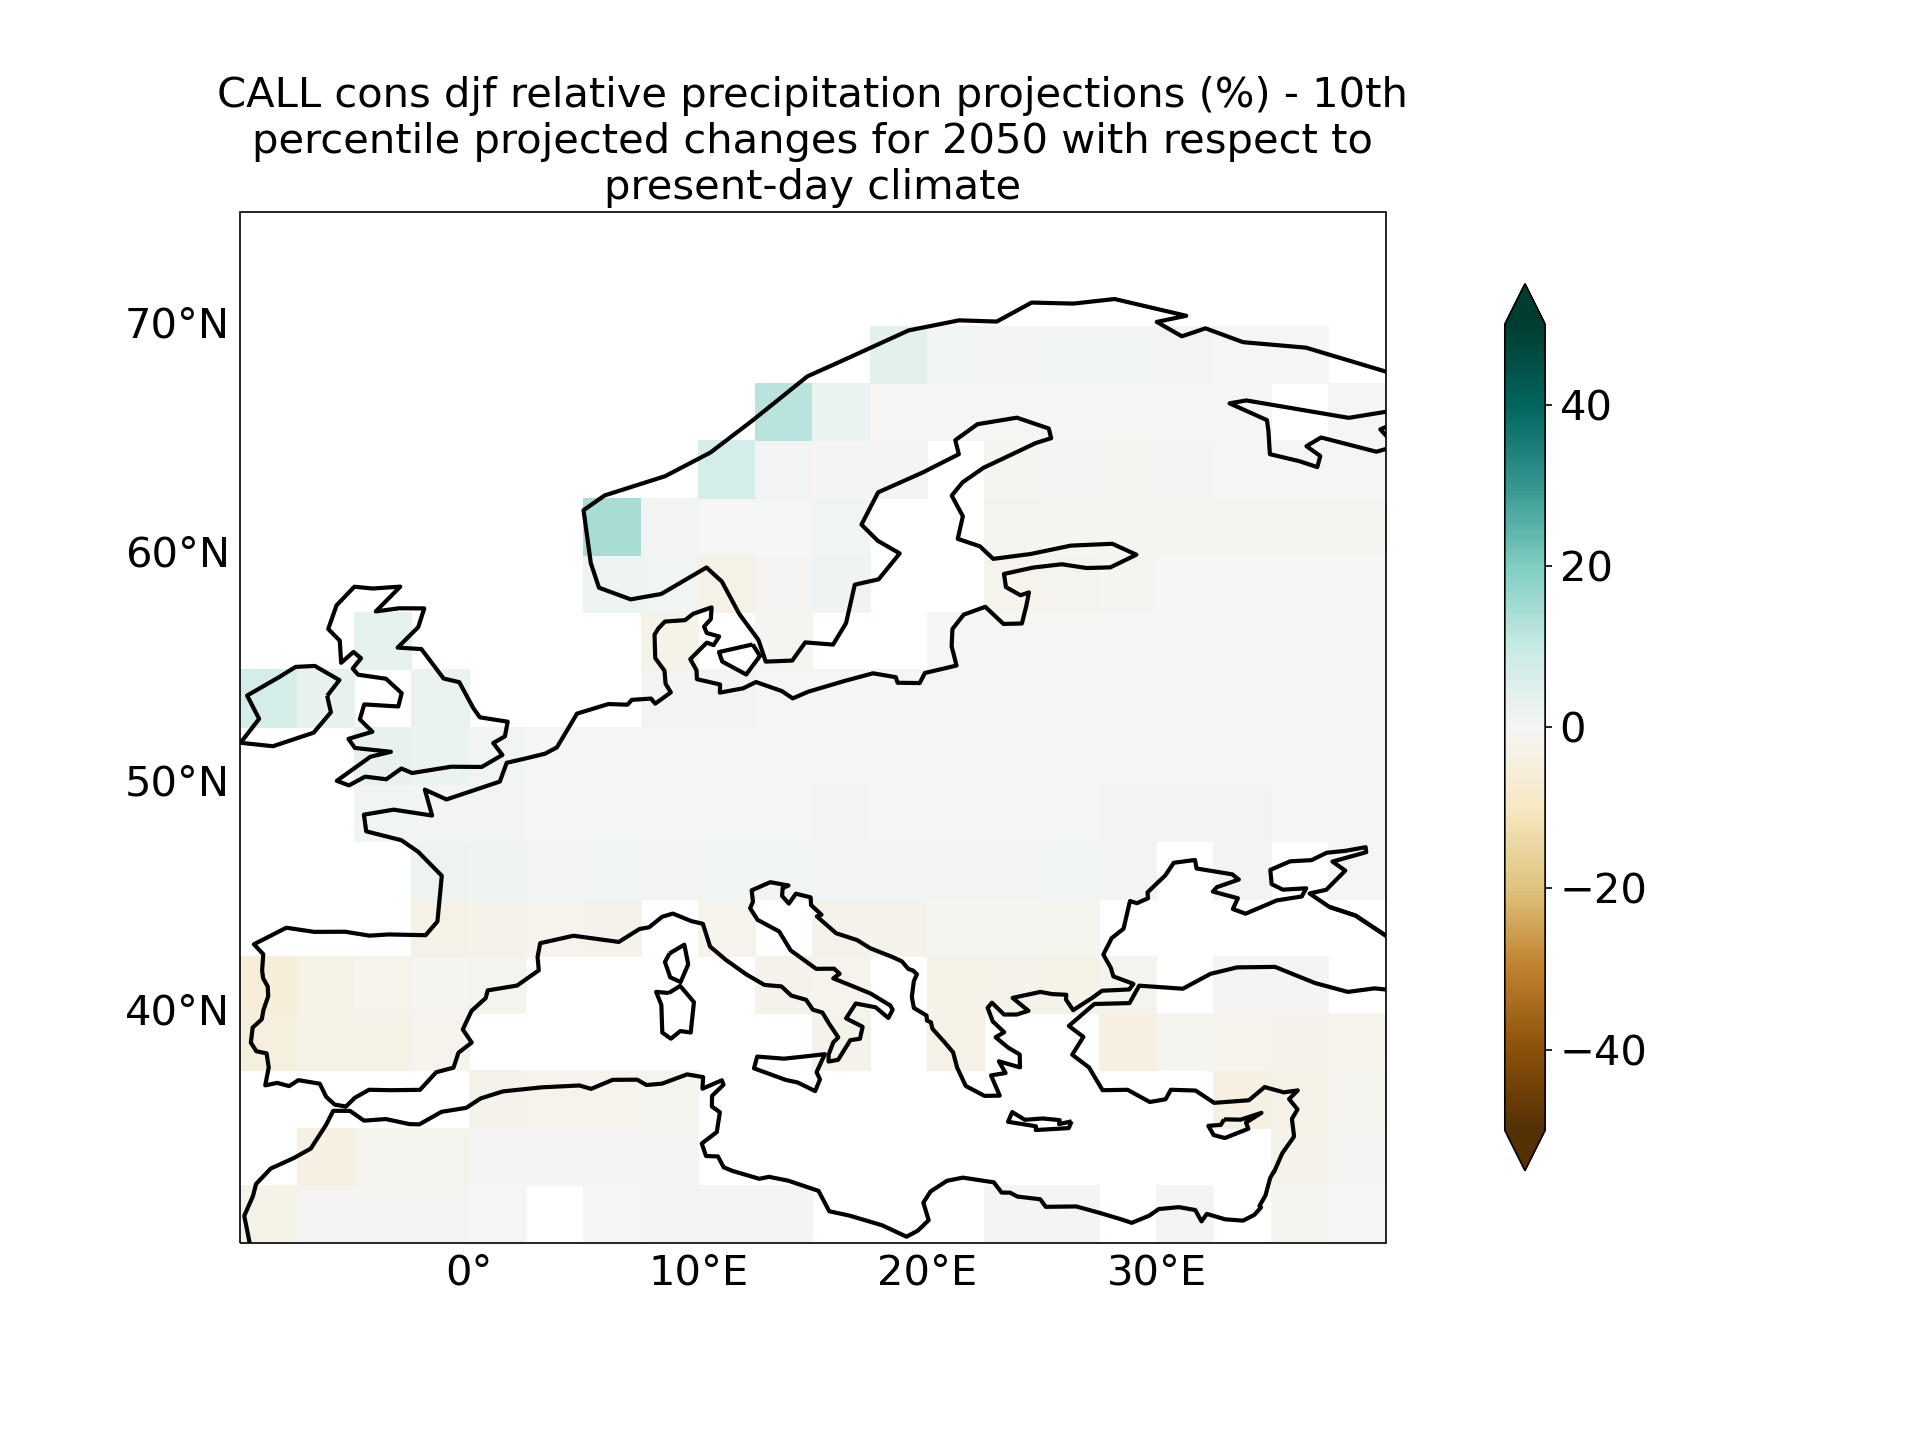 CALL cons djf relative precipitation projections (%) - 10th
percentile projected changes for 2050 with respect to
present-day climate
70°N
60°N
50°N
40°N
0°
10°E
20°E
30°E
40
20
0
−20
−40